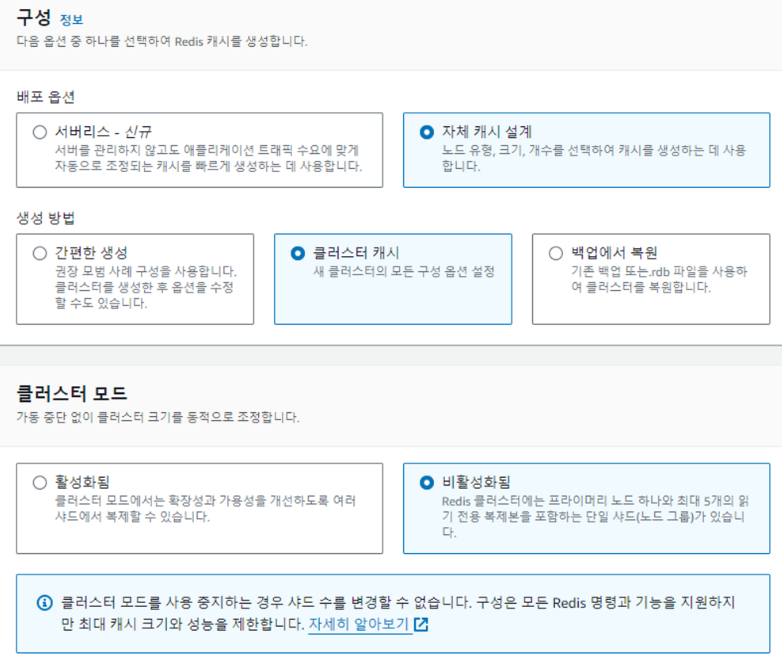 구성 정보
다음 옵션 중 하나를 선택하여 Redis 캐시를 생성합니다.
배포 옵션
서버리스 - 신규
서버를 관리하지 않고도 애플리케이션 트래픽 수요에 맞게
자동으로 조정되는 캐시를 빠르게 생성하는 데 사용합니다.
자체 캐시 설계
노드 유형, 크기, 개수를 선택하여 캐시를 생성하는 데 사용
합니다.
생성 방법
간편한 생성
권장 모범 사례 구성을 사용합니다.
클러스터를 생성한 후 옵션을 수정
할 수도 있습니다.
클러스터 캐시
새 클러스터의 모든 구성 옵션 설정
백업에서 복원
기존 백업 또는.rdb 파일을 사용하
여 클러스터를 복원합니다.
클러스터 모드
가동 중단 없이 클러스터 크기를 동적으로 조정합니다.
활성화됨
클러스터 모드에서는 확장성과 가용성을 개선하도록 여러
샤드에서 복제할 수 있습니다.
비활성화됨
Redis 클러스터에는 프라이머리 노드 하나와 최대 5개의 읽
기 전용 복제본을 포함하는 단일 샤드(노드 그룹)가 있습니
다.
클러스터 모드를 사용 중지하는 경우 샤드 수를 변경할 수 없습니다. 구성은 모든 Redis 명령과 기능을 지원하지
만 최대 캐시 크기와 성능을 제한합니다. 자세히 알아보기